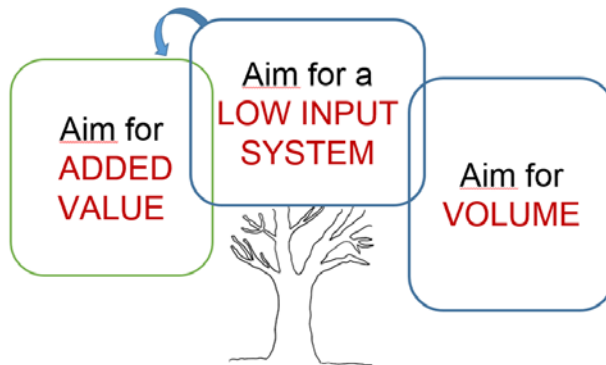 Aim for
ADDED
VALUE
Aim for a
LOW INPUT
SYSTEM
Aim for
VOLUME